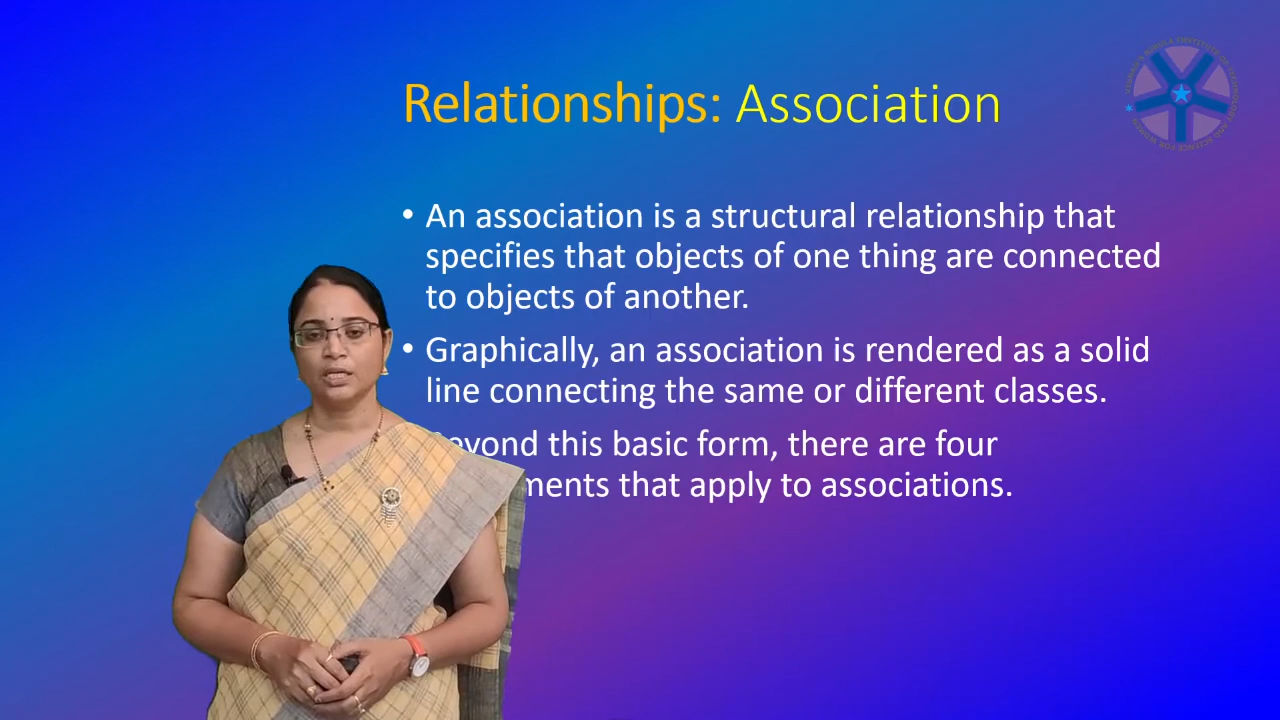 Relationships: Association
• An association is a structural relationship that
specifies that objects of one thing are connected
to objects of another.
• Graphically, an association is rendered as a solid
line connecting the same or different classes.
this basic form, there are four
that apply to associations.